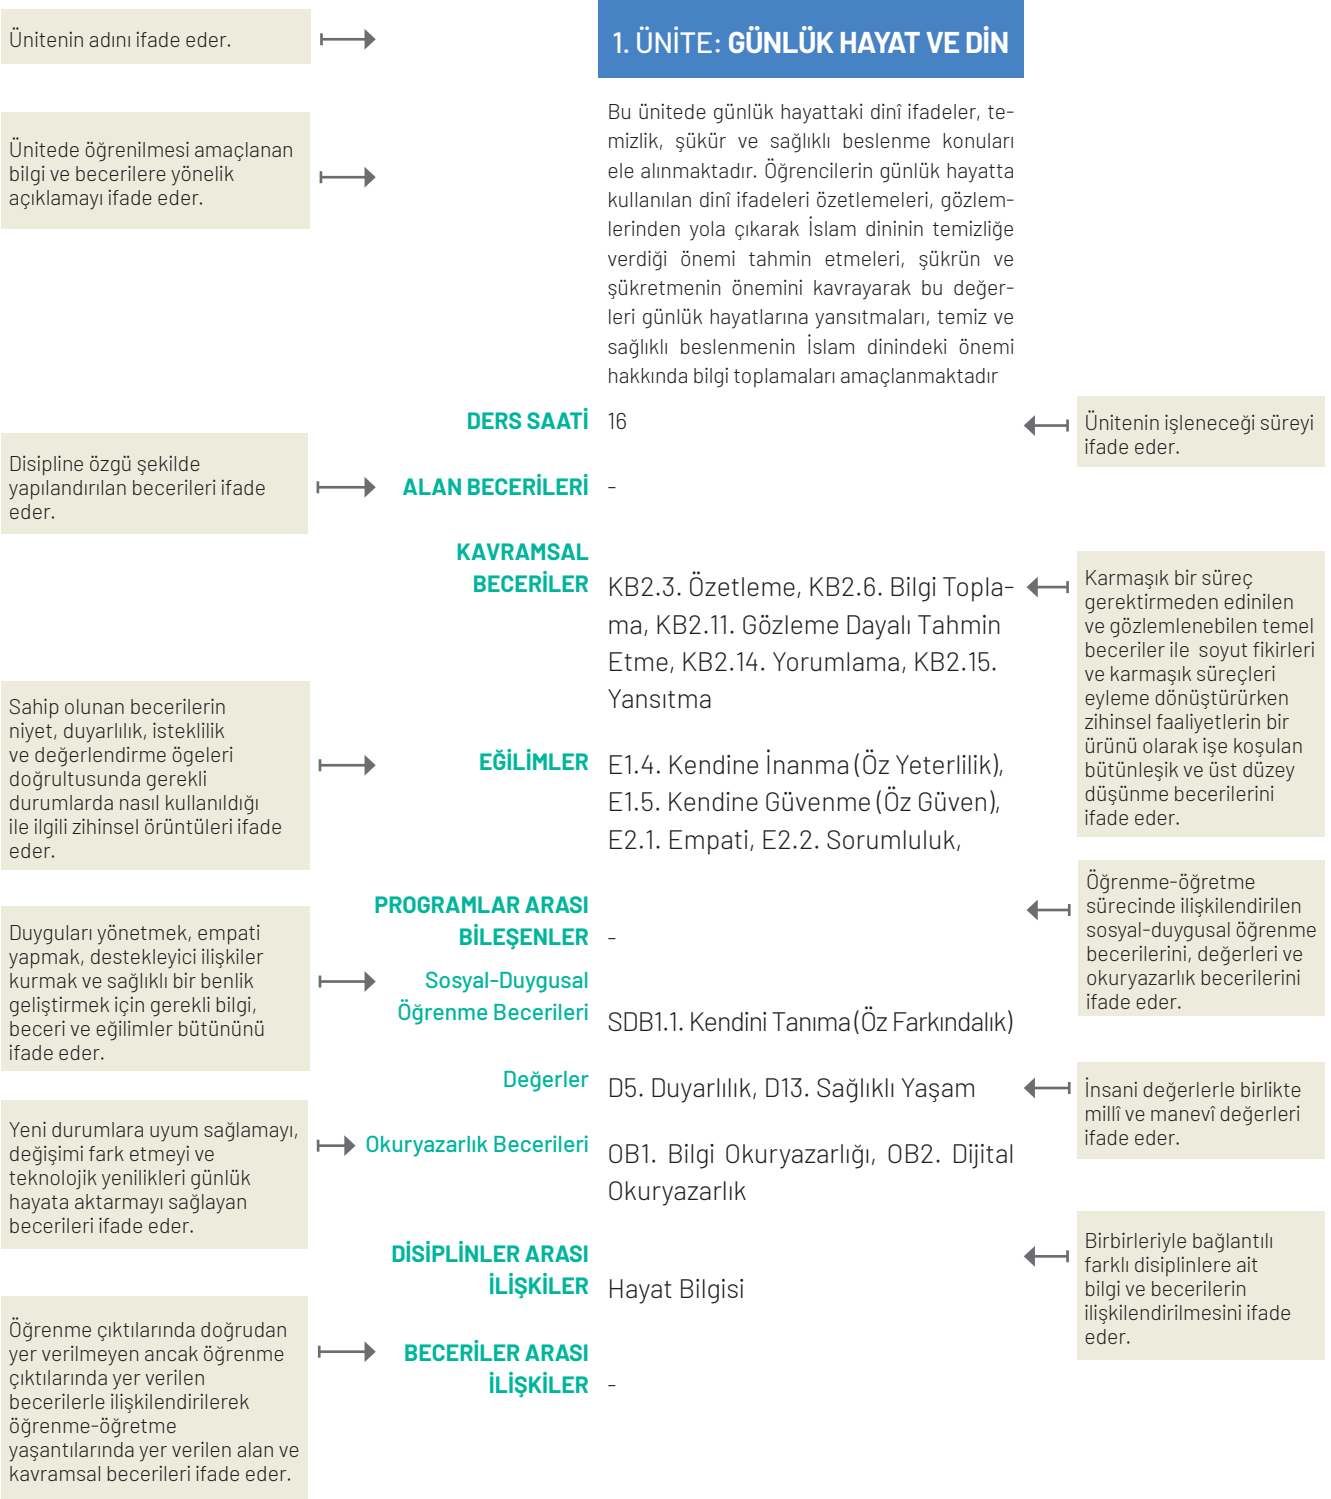 Ünitenin adını ifade eder.
1. ÜNİTE: GÜNLÜK HAYAT VE DİN
Ünitede öğrenilmesi amaçlanan
bilgi ve becerilere yönelik
açıklamayı ifade eder.
Bu ünitede günlük hayattaki dinî ifadeler, te-
mizlik, şükür ve sağlıklı beslenme konuları
ele alınmaktadır. Öğrencilerin günlük hayatta
kullanılan dinî ifadeleri özetlemeleri, gözlem-
lerinden yola çıkarak İslam dininin temizliğe
verdiği önemi tahmin etmeleri, şükrün ve
şükretmenin önemini kavrayarak bu değer-
leri günlük hayatlarına yansıtmaları, temiz ve
sağlıklı beslenmenin İslam dinindeki önemi
hakkında bilgi toplamaları amaçlanmaktadır
DERS SAATİ 16
Ünitenin işleneceği süreyi
ifade eder.
Disipline özgü şekilde
yapılandırılan becerileri ifade
eder.
ALAN BECERİLERİ -
KAVRAMSAL
BECERİLER
KB2.3. Özetleme, KB2.6. Bilgi Topla-
ma, KB2.11. Gözleme Dayalı Tahmin
Etme, KB2.14. Yorumlama, KB2.15.
Yansıtma
Karmaşık bir süreç
gerektirmeden edinilen
ve gözlemlenebilen temel
beceriler ile soyut fikirleri
ve karmaşık süreçleri
eyleme dönüştürürken
zihinsel faaliyetlerin bir
ürünü olarak işe koşulan
bütünleşik ve üst düzey
düşünme becerilerini
ifade eder.
Sahip olunan becerilerin
niyet, duyarlılık, isteklilik
ve değerlendirme ögeleri
doğrultusunda gerekli
durumlarda nasıl kullanıldığı
ile ilgili zihinsel örüntüleri ifade
eder.
EĞİLİMLER
E1.4. Kendine İnanma (Öz Yeterlilik),
E1.5. Kendine Güvenme (Öz Güven),
E2.1. Empati, E2.2. Sorumluluk,
PROGRAMLAR ARASI
BİLEŞENLER -
Öğrenme-öğretme
sürecinde ilişkilendirilen
sosyal-duygusal öğrenme
becerilerini, değerleri ve
okuryazarlık becerilerini
ifade eder.
Duyguları yönetmek, empati
yapmak, destekleyici ilişkiler
kurmak ve sağlıklı bir benlik
geliştirmek için gerekli bilgi,
beceri ve eğilimler bütününü
ifade eder.
Sosyal-Duygusal
Öğrenme Becerileri
SDB1.1. Kendini Tanıma (Öz Farkındalık)
Değerler
D5. Duyarlılık, D13. Sağlıklı Yaşam
İnsani değerlerle birlikte
millî ve manevî değerleri
ifade eder.
Yeni durumlara uyum sağlamayı,
değişimi fark etmeyi ve
teknolojik yenilikleri günlük
hayata aktarmayı sağlayan
becerileri ifade eder.
Okuryazarlık Becerileri
OB1. Bilgi Okuryazarlığı, OB2. Dijital
Okuryazarlık
DİSİPLİNLER ARASI
İLİŞKİLER
Hayat Bilgisi
Birbirleriyle bağlantılı
farklı disiplinlere ait
bilgi ve becerilerin
ilişkilendirilmesini ifade
eder.
Öğrenme çıktılarında doğrudan
yer verilmeyen ancak öğrenme
çıktılarında yer verilen
becerilerle ilişkilendirilerek
öğrenme-öğretme
yaşantılarında yer verilen alan ve
kavramsal becerileri ifade eder.
BECERİLER ARASI
İLİŞKİLER -